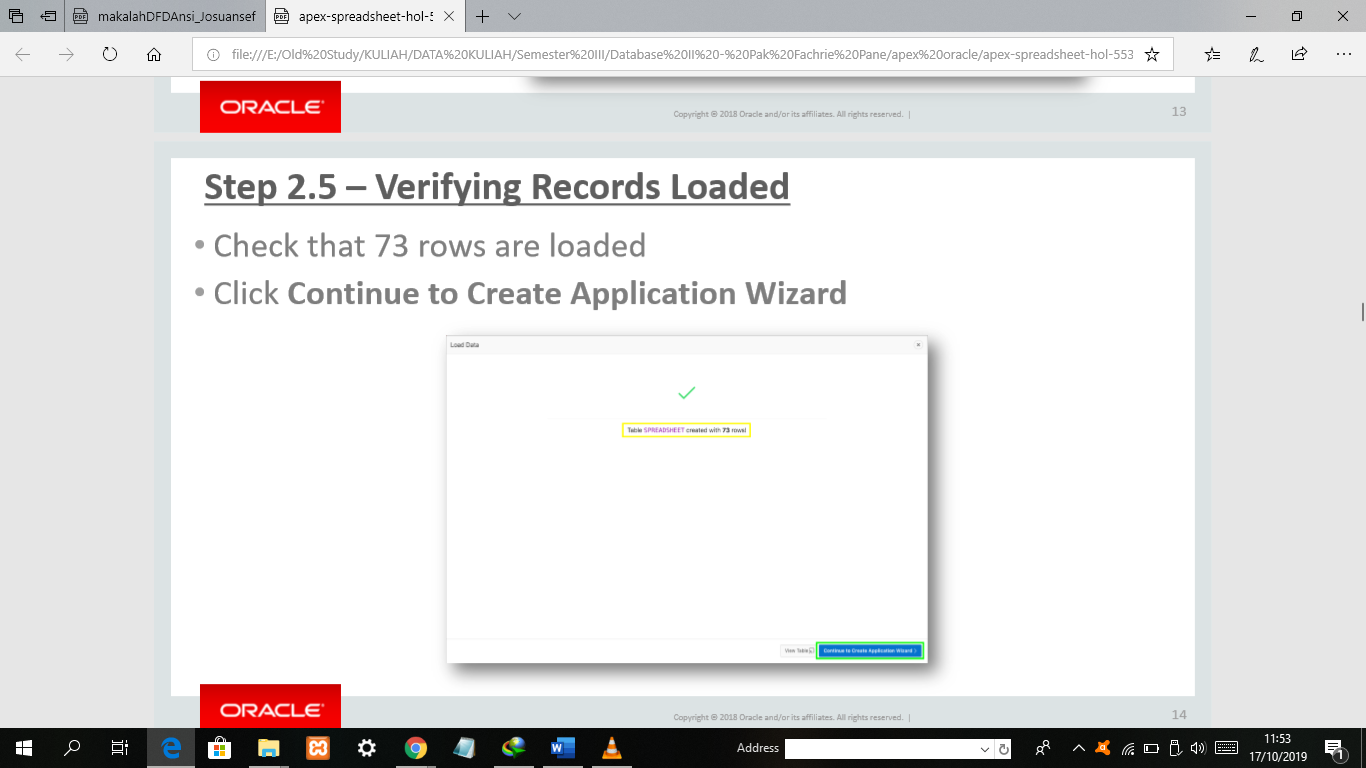 makalahDFDAnsi_Josuansef
apex-spreadsheet-hol-5
file:///E:/Old%20Study/KULIAH/DATA%20KULIAH/Semester%20III/Database%20II%20-%20Pak%20Fachrie%20Pane/apex%20oracle/apex-spreadsheet-hol-553
ORACLE
Copyright © 2018 Oracle and/or its affiliates. All rights reserved. |
13
Step 2.5 – Verifying Records Loaded
• Check that 73 rows are loaded
• Click Continue to Create Application Wizard
Load Data
Table SPREADSHEET created with 73 rows!
View Table
Continue to Create Application Wizard
ORACLE
Copyright © 2018 Oracle and/or its affiliates. All rights reserved. |
14
Address
11:53
17/10/2019
1